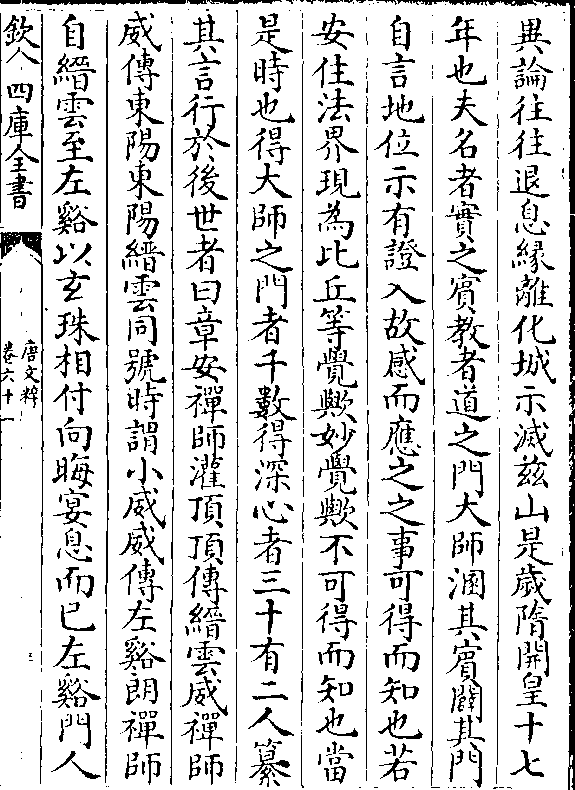 異論往往退息緣離化城示滅兹山是歲隋開皇十七
年也夫名者實之賓教者道之門大師溷其賓闢其門
自言地位示有證入故感而應之之事可得而知也若
安住法界現為比丘等覺歟妙覺歟不可得而知也當
是時也得大師之門者千數得深心者三十有二人纂
其言行於後世者曰章安禪師灌頂頂傳縉雲威禪師
威傳東陽東陽縉雲同號時謂小威威傳左谿朗禪師
自縉雲至左谿以玄珠相付向晦宴息而已左谿門人
欽人四庫全書
唐文粹
卷六十一